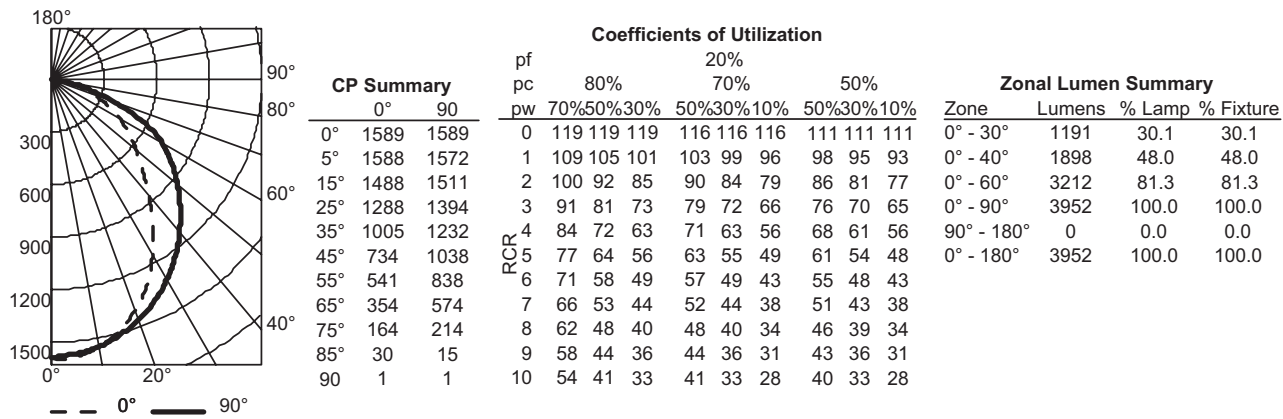 180°
90°
80°
60°
40°
300
600
900
1200
1500
0° 20°
0° 90°
CP Summary
0° 90
0° 1589 1589
5° 1588 1572
15° 1488 1511
25° 1288 1394
35° 1005 1232
45° 734 1038
55° 541 838
65° 354 574
75° 164 214
85° 30 15
90 1 1
Coefficients of Utilization
pf 20%
pc 80% 70% 50%
pw 70%50%30% 50%30%10% 50%30%10%
RCR
0 119 119 119 116 116 116 111 111 111
1 109 105 101 103 99 96 98 95 93
2 100 92 85 90 84 79 86 81 77
3 91 81 73 79 72 66 76 70 65
4 84 72 63 71 63 56 68 61 56
5 77 64 56 63 55 49 61 54 48
6 71 58 49 57 49 43 55 48 43
7 66 53 44 52 44 38 51 43 38
8 62 48 40 48 40 34 46 39 34
9 58 44 36 44 36 31 43 36 31
10 54 41 33 41 33 28 40 33 28
Zonal Lumen Summary
Zone Lumens % Lamp % Fixture
0° - 30° 1191 30.1 30.1
0° - 40° 1898 48.0 48.0
0° - 60° 3212 81.3 81.3
0° - 90° 3952 100.0 100.0
90° - 180° 0 0.0 0.0
0° - 180° 3952 100.0 100.0